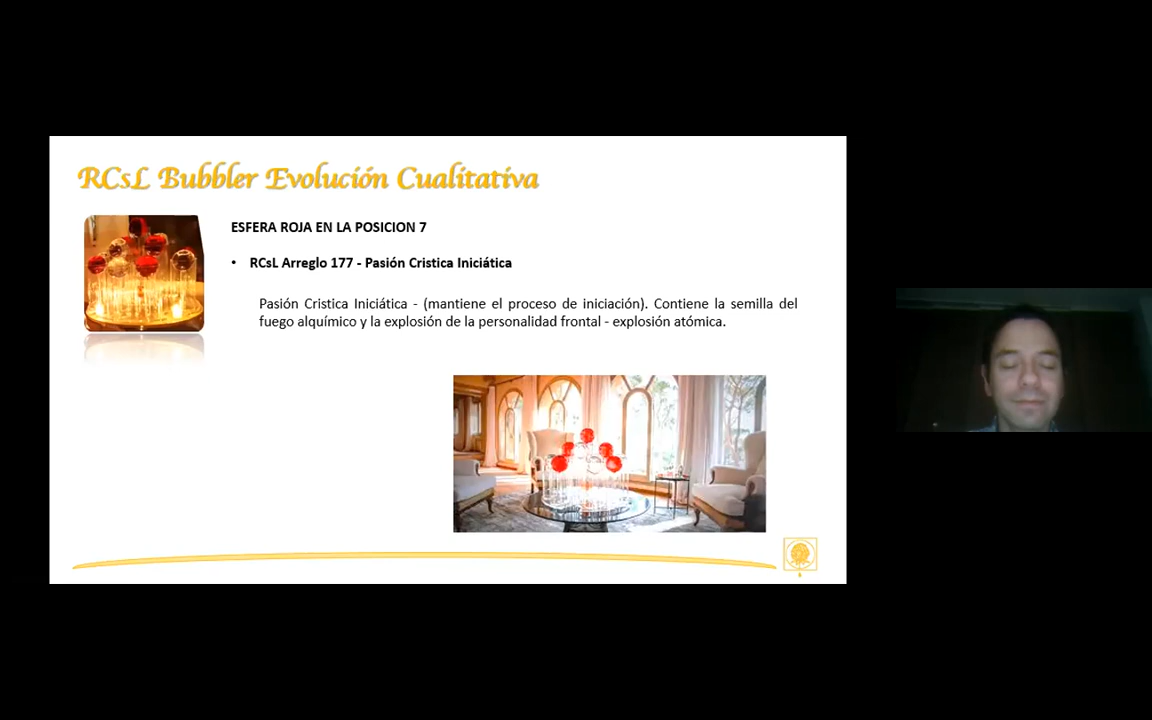 RCsL Bubbler Evolución Cualitativa
ESFERA ROJA EN LA POSICION 7
• RCsL Arreglo 177 - Pasión Cristica Iniciática
Pasión Cristica Iniciática - (mantiene el proceso de iniciación). Contiene la semilla del
fuego alquímico y la explosión de la personalidad frontal - explosión atómica.